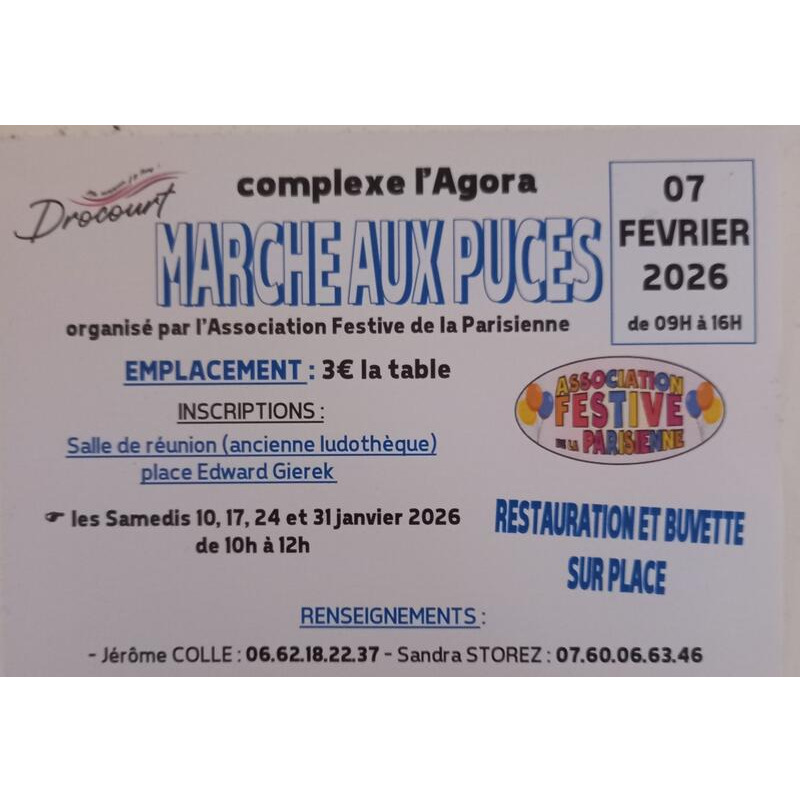 Drocourt
complexe l'Agora
MARCHE AUX PUCES
organisé par l'Association Festive de la Parisienne
07
FEVRIER
2026
de 09H à 16H
EMPLACEMENT : 3€ la table
INSCRIPTIONS :
Salle de réunion (ancienne ludothèque)
place Edward Gierek
☞ les Samedis 10, 17, 24 et 31 janvier 2026
de 10h à 12h
ASSOCIATION
FESTIVE
DE LA PARISIENNE
RESTAURATION ET BUVETTE
SUR PLACE
RENSEIGNEMENTS :
- Jérôme COLLE : 06.62.18.22.37 - Sandra STOREZ : 07.60.06.63.46